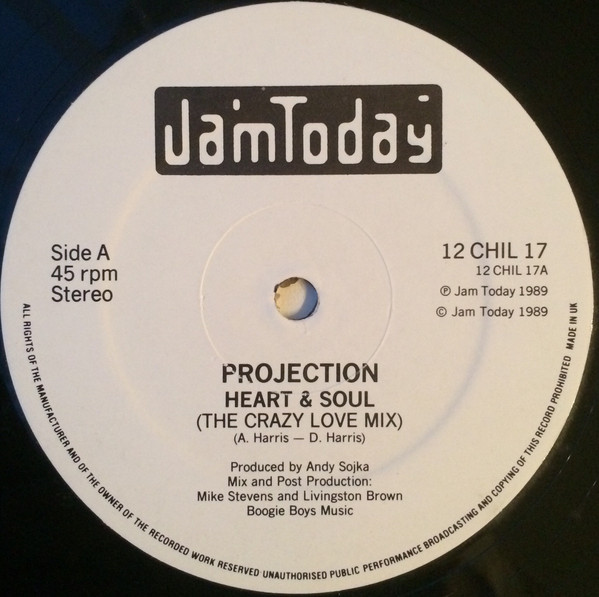 JamToday
Side A
45 rpm
Stereo
12 CHIL 17
12 CHIL 17A
℗ Jam Today 1989
© Jam Today 1989
PROJECTION
HEART & SOUL
(THE CRAZY LOVE MIX)
(A. Harris — D. Harris)
Produced by Andy Sojka
Mix and Post Production:
Mike Stevens and Livingston Brown
Boogie Boys Music
ALL RIGHTS OF THE MANUFACTURER AND OF THE OWNER OF THE RECORDED WORK RESERVED UNAUTHORISED PUBLIC PERFORMANCE BROADCASTING AND COPYING OF THIS RECORD PROHIBITED MADE IN UK